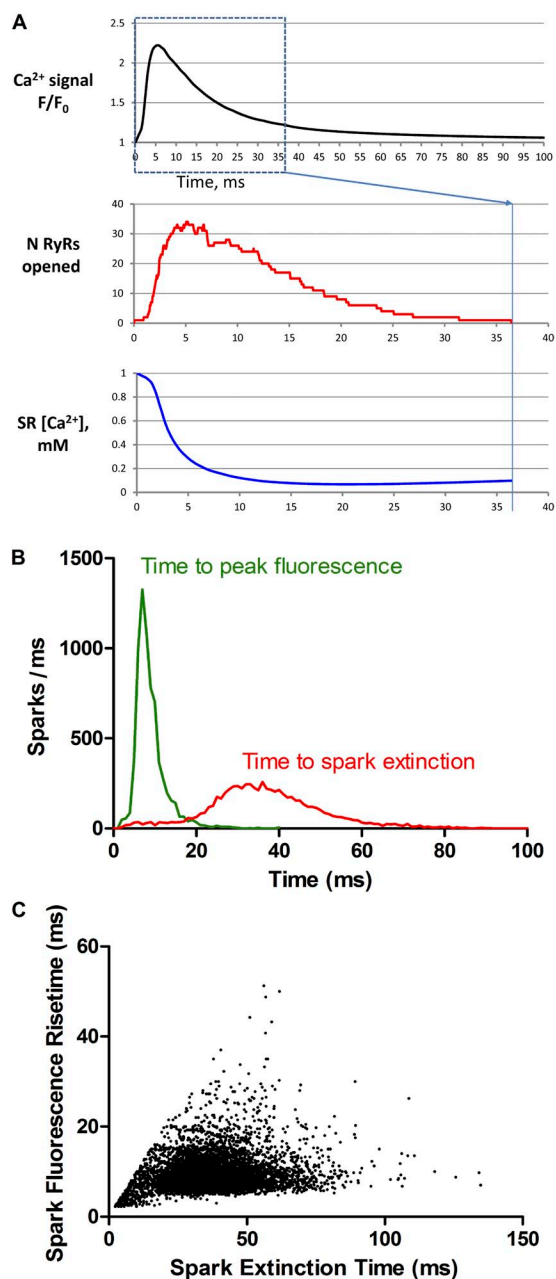 A
Ca²⁺ signal
F/F₀
2.5
2
1.5
1
0 5 10 15 20 25 30 35 40 45 50 55 60 65 70 75 80 85 90 95 100
Time, ms
N RyRs
opened
40
30
20
10
0
0 5 10 15 20 25 30 35 40
SR [Ca²⁺],
mM
1
0.8
0.6
0.4
0.2
0
0 5 10 15 20 25 30 35 40
B
Time to peak fluorescence
Time to spark extinction
Sparks/ms
1500
1000
500
0
0 20 40 60 80 100
Time (ms)
C
Spark Fluorescence Risetime (ms)
60
40
20
0
0 50 100 150
Spark Extinction Time (ms)